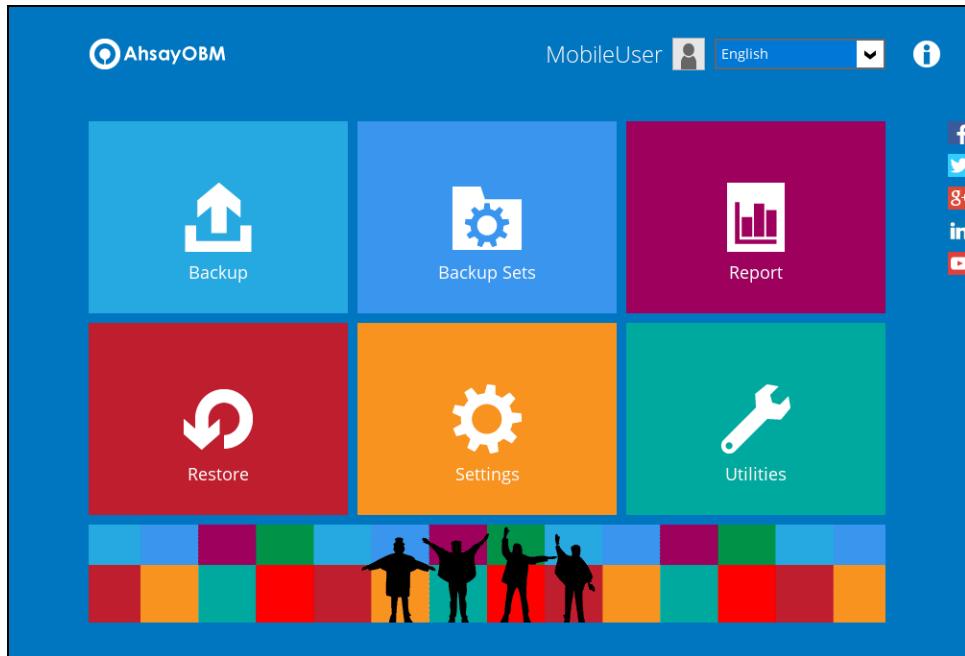 AhsayOBM
MobileUser
English
Backup
Backup Sets
Report
Restore
Settings
Utilities